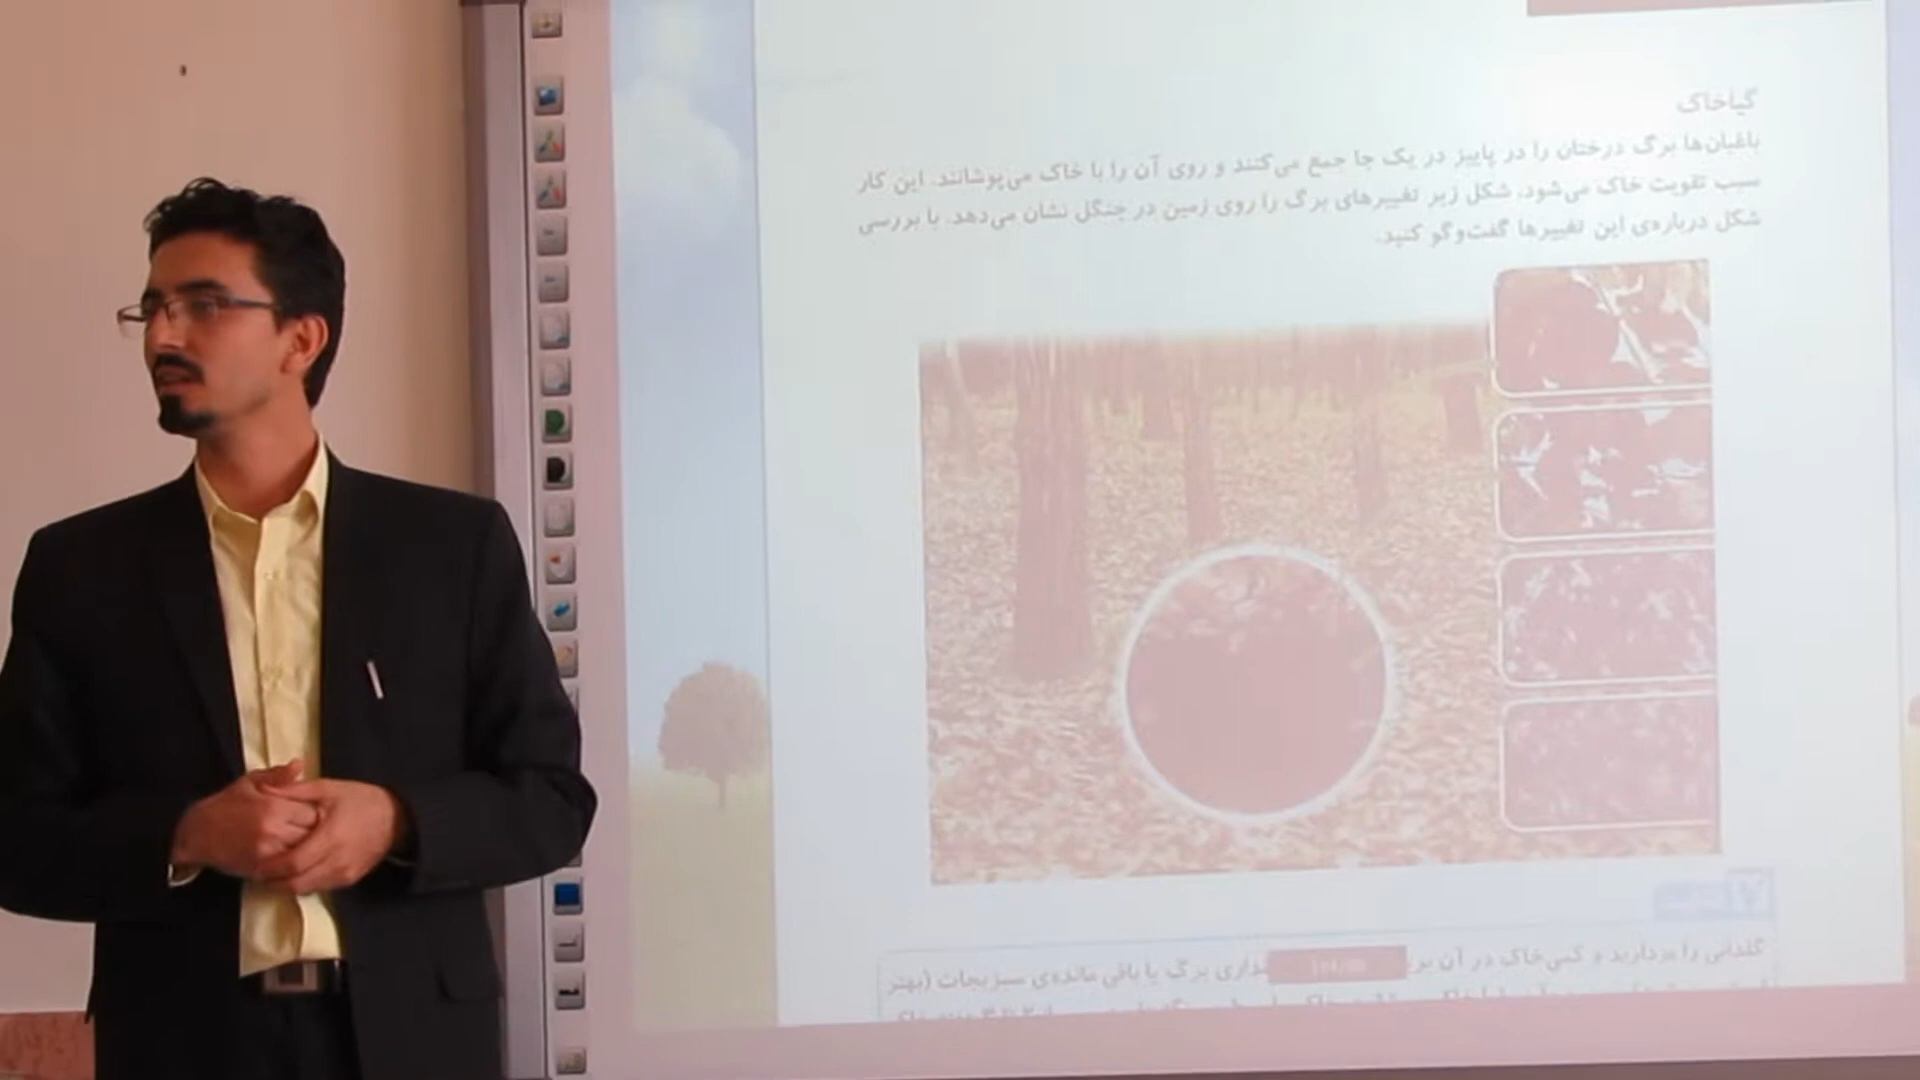 گیاخاک
باغبان‌ها برگ درختان را در پاییز در یک جا جمع می‌کنند و روی آن را با خاک می‌پوشانند. این کار
سبب تقویت خاک می‌شود. شکل زیر تغییرهای برگ را روی زمین در جنگل نشان می‌دهد. با بررسی
شکل درباره‌ی این تغییرها گفت‌وگو کنید.
گلدانی را بردارید و کمی خاک در آن بریزید. مقداری برگ یا باقی مانده‌ی سبزیجات (بهتر